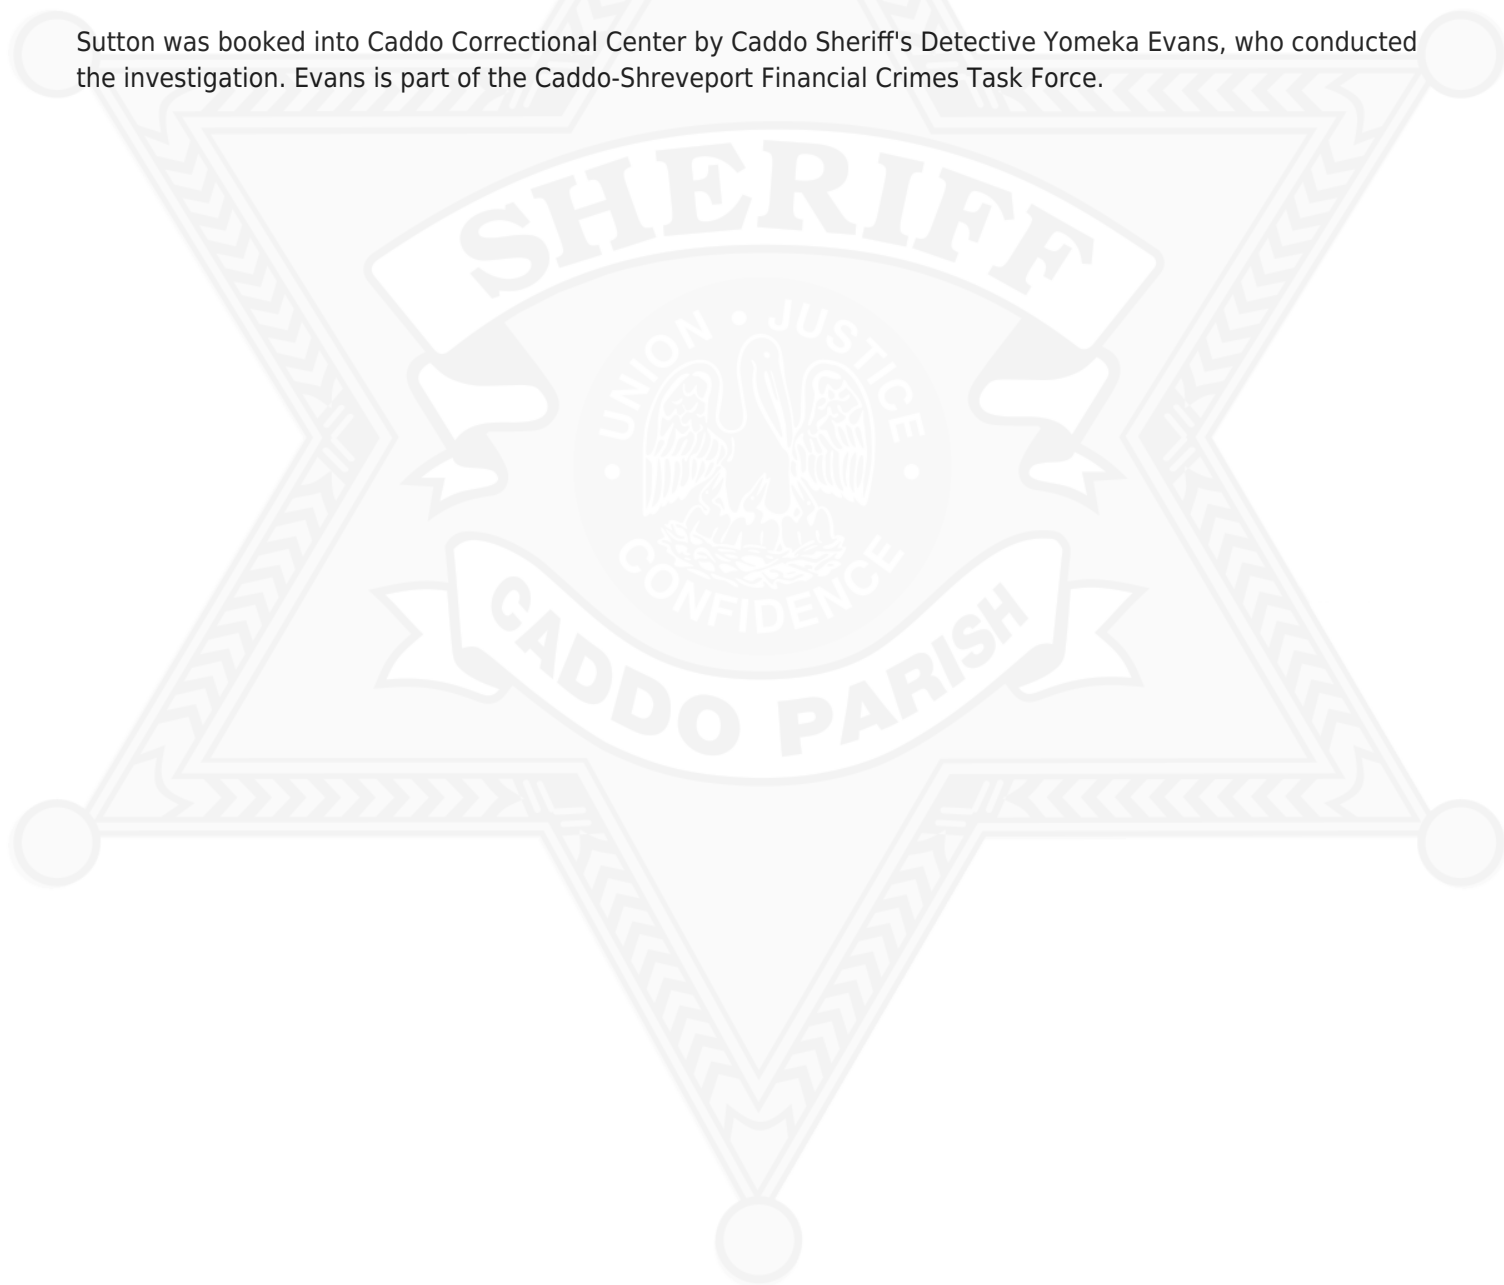 Sutton was booked into Caddo Correctional Center by Caddo Sheriff's Detective Yomeka Evans, who conducted
the investigation. Evans is part of the Caddo-Shreveport Financial Crimes Task Force.
SHERIFF
UNION • JUSTICE
• CONFIDENCE •
CADDO PARISH